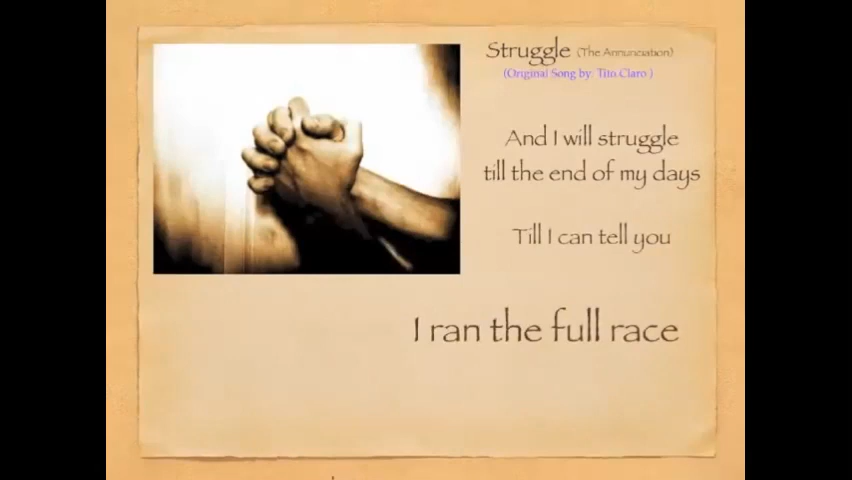 Struggle (The Annunciation)
(Original Song by: Tito Claro )
And I will struggle
till the end of my days
Till I can tell you
I ran the full race